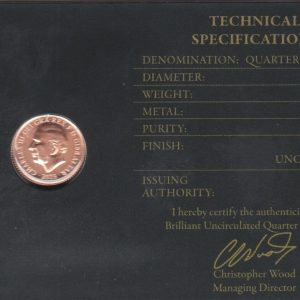 TECHNICAL
SPECIFICATIO
DENOMINATION: QUARTER
DIAMETER:
WEIGHT:
METAL:
PURITY:
FINISH:
UNC
ISSUING
AUTHORITY:
I hereby certify the authentici
Brilliant Uncirculated Quarter
CWood
Christopher Wood
Managing Director